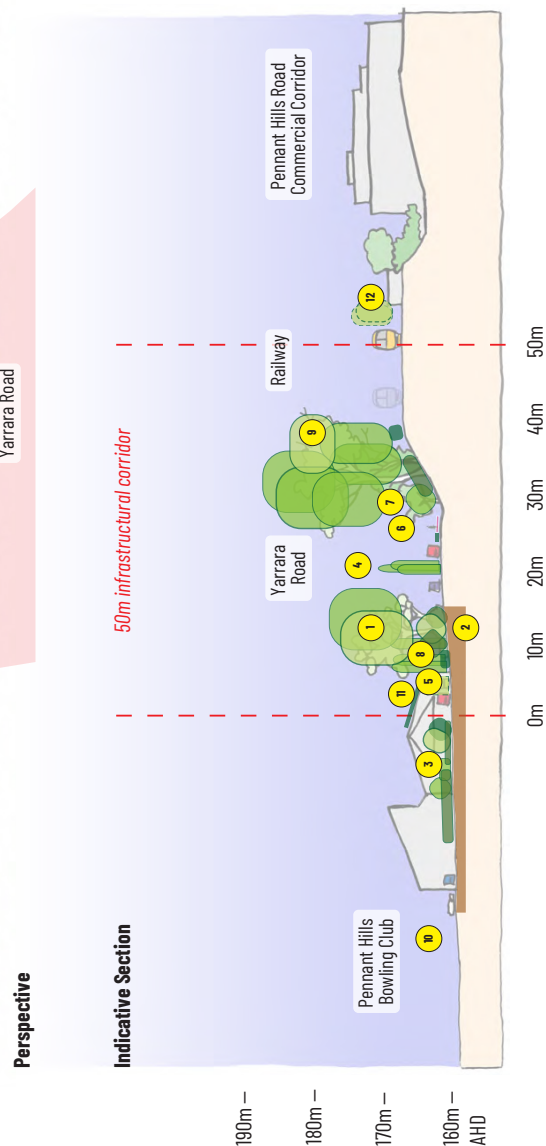 Yarrara Road
Perspective
Indicative Section
50m infrastructural corridor
Pennant Hills
Bowling Club
Yarrara
Road
Railway
Pennant Hills Road
Commercial Corridor
190m
180m
170m
160m
AHD
10
3
11
5
8
1
2
4
6
7
9
12
0m
10m
20m
30m
40m
50m